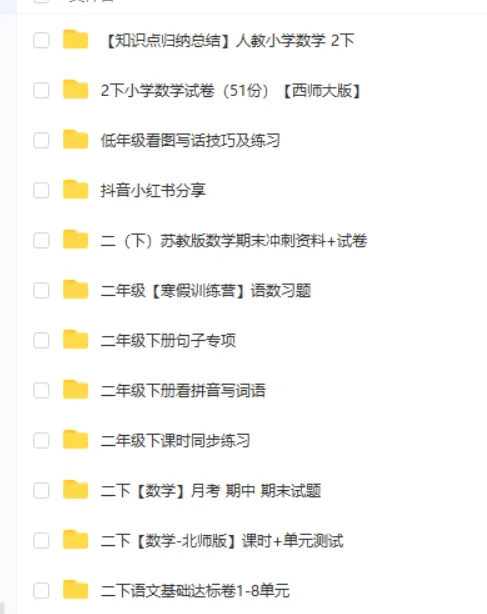 【知识点归纳总结】人教小学数学 2下
2下小学数学试卷（51份）【西师大版】
低年级看图写话技巧及练习
抖音小红书分享
二（下）苏教版数学期末冲刺资料+试卷
二年级【寒假训练营】语数习题
二年级下册句子专项
二年级下册看拼音写词语
二年级下课时同步练习
二下【数学】月考 期中 期末试题
二下【数学-北师版】课时+单元测试
二下语文基础达标卷1-8单元